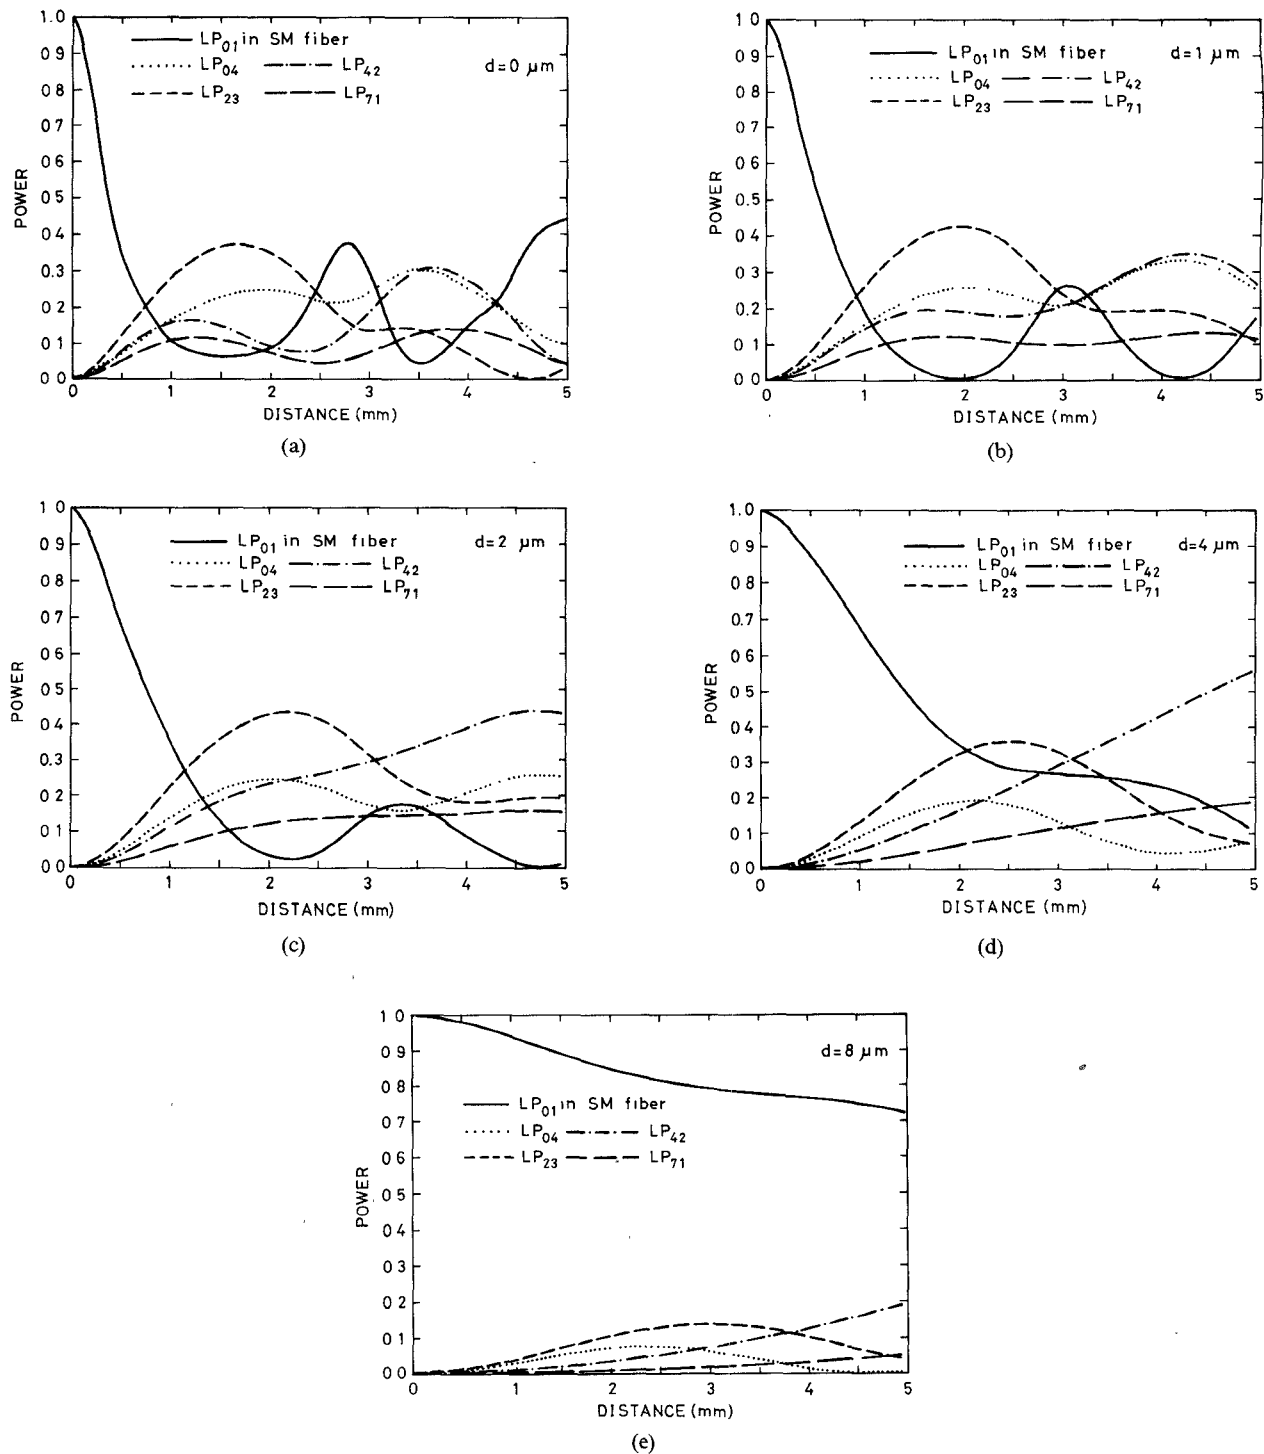 1.0
0.9
0.8
0.7
0.6
0.5
0.4
0.3
0.2
0.1
0.0
POWER
LP01 in SM fiber
LP04 LP42
LP23 LP71
d=0 μm
0 1 2 3 4 5
DISTANCE (mm)
(a)
1.0
0.9
0.8
0.7
0.6
0.5
0.4
0.3
0.2
0.1
0.0
POWER
LP01 in SM fiber
d=1 μm
LP04 LP42
LP23 LP71
0 1 2 3 4 5
DISTANCE (mm)
(b)
1.0
0.9
0.8
0.7
0.6
0.5
0.4
0.3
0.2
0.1
0.0
POWER
LP01 in SM fiber
d=2 μm
LP04 LP42
LP23 LP71
0 1 2 3 4 5
DISTANCE (mm)
(c)
1.0
0.9
0.8
0.7
0.6
0.5
0.4
0.3
0.2
0.1
0.0
POWER
LP01 in SM fiber
d=4 μm
LP04 LP42
LP23 LP71
0 1 2 3 4 5
DISTANCE (mm)
(d)
1.0
0.9
0.8
0.7
0.6
0.5
0.4
0.3
0.2
0.1
0.0
POWER
d=8 μm
LP01 in SM fiber
LP04 LP42
LP23 LP71
0 1 2 3 4 5
DISTANCE (mm)
(e)